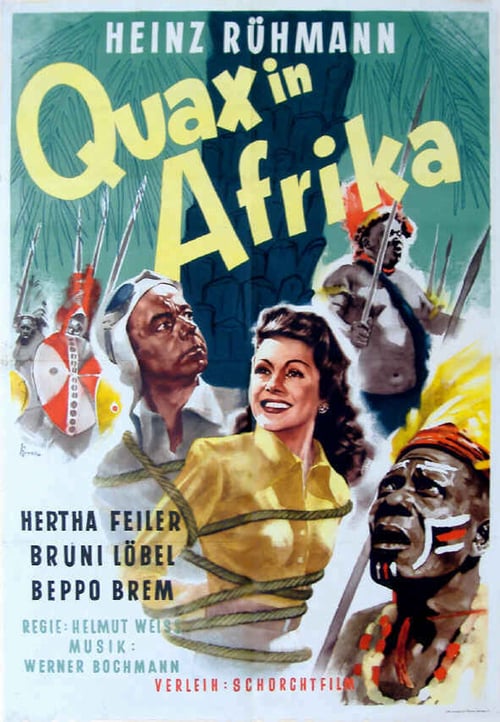 HEINZ RÜHMANN
Quax in
Afrika
HERTHA FEILER
BRUNI LÖBEL
BEPPO BREM
REGIE: HELMUT WEISS
MUSIK:
WERNER BOCHMANN
VERLEIH: SCHORCHTFILM